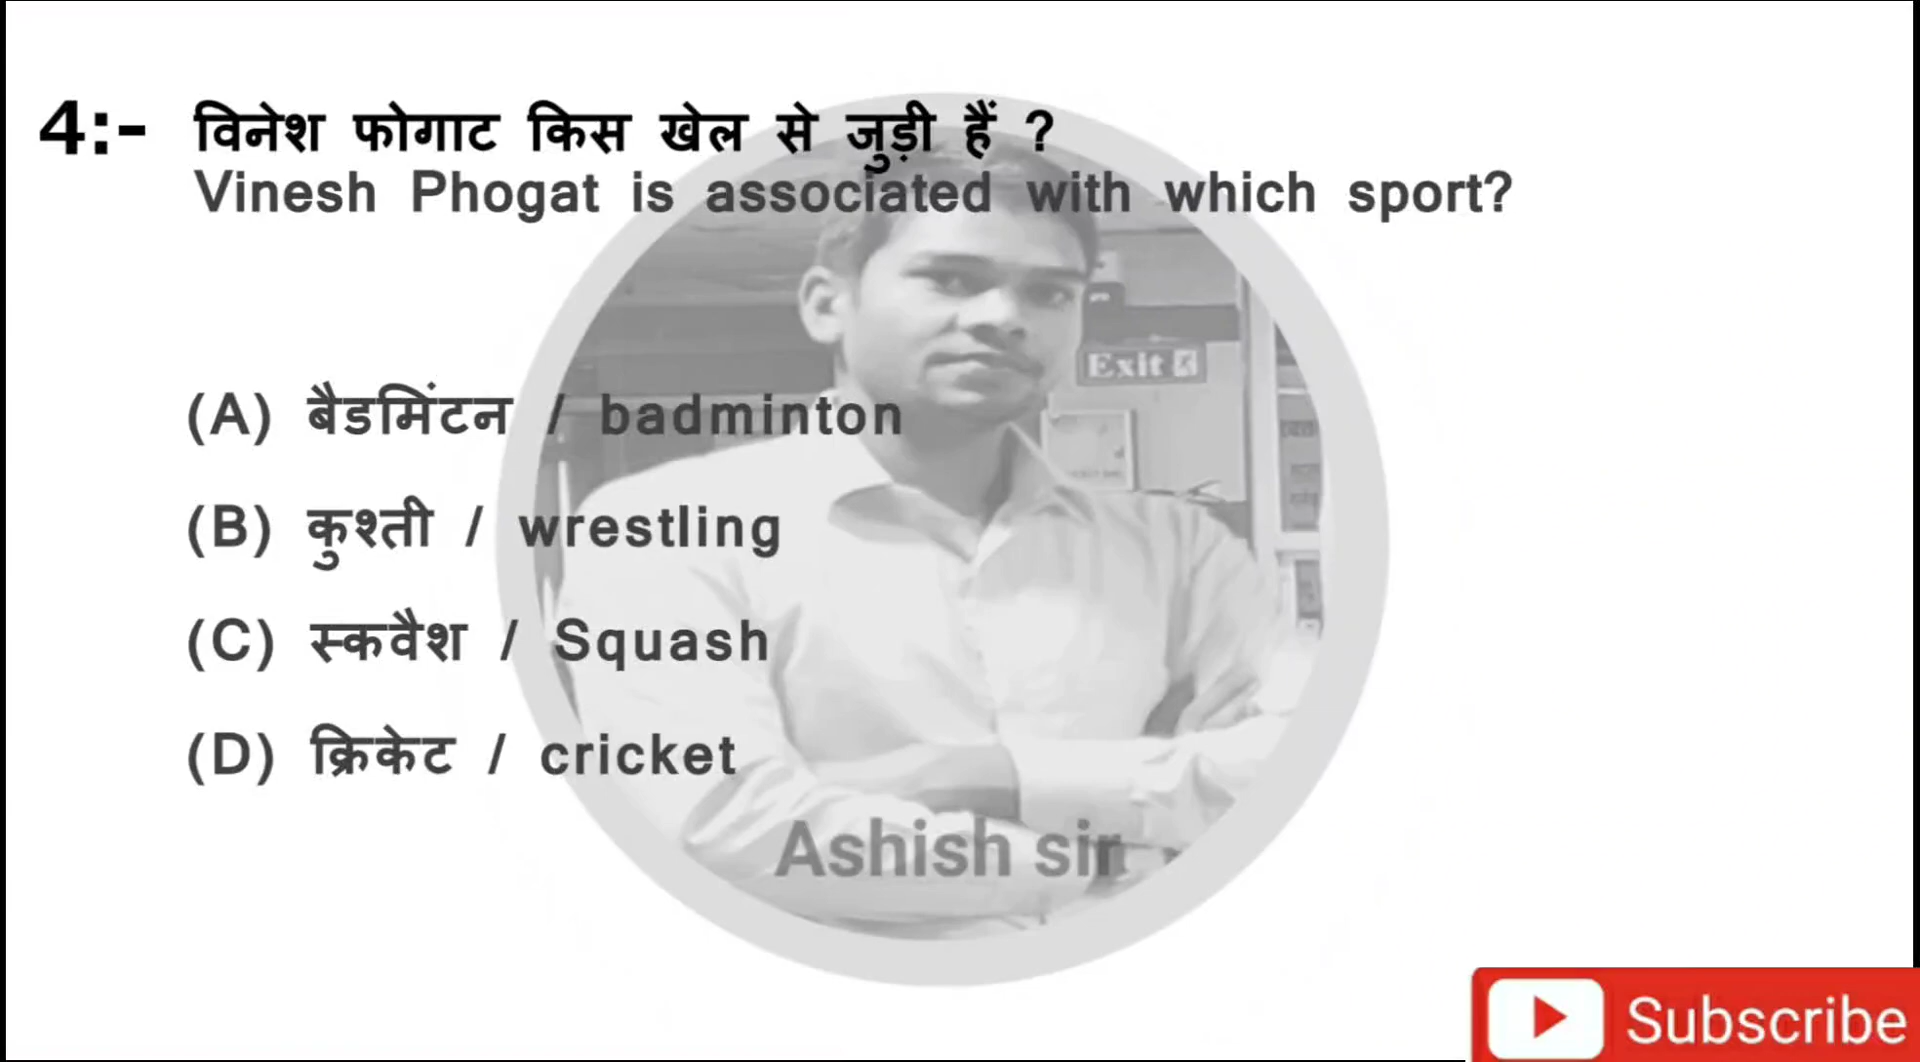 4:- विनेश फोगाट किस खेल से जुड़ी हैं ?
Vinesh Phogat is associated with which sport?
Exit
(A) बैडमिंटन / badminton
(B) कुश्ती / wrestling
(C) स्कवैश / Squash
(D) क्रिकेट / cricket
Ashish sir
Subscribe